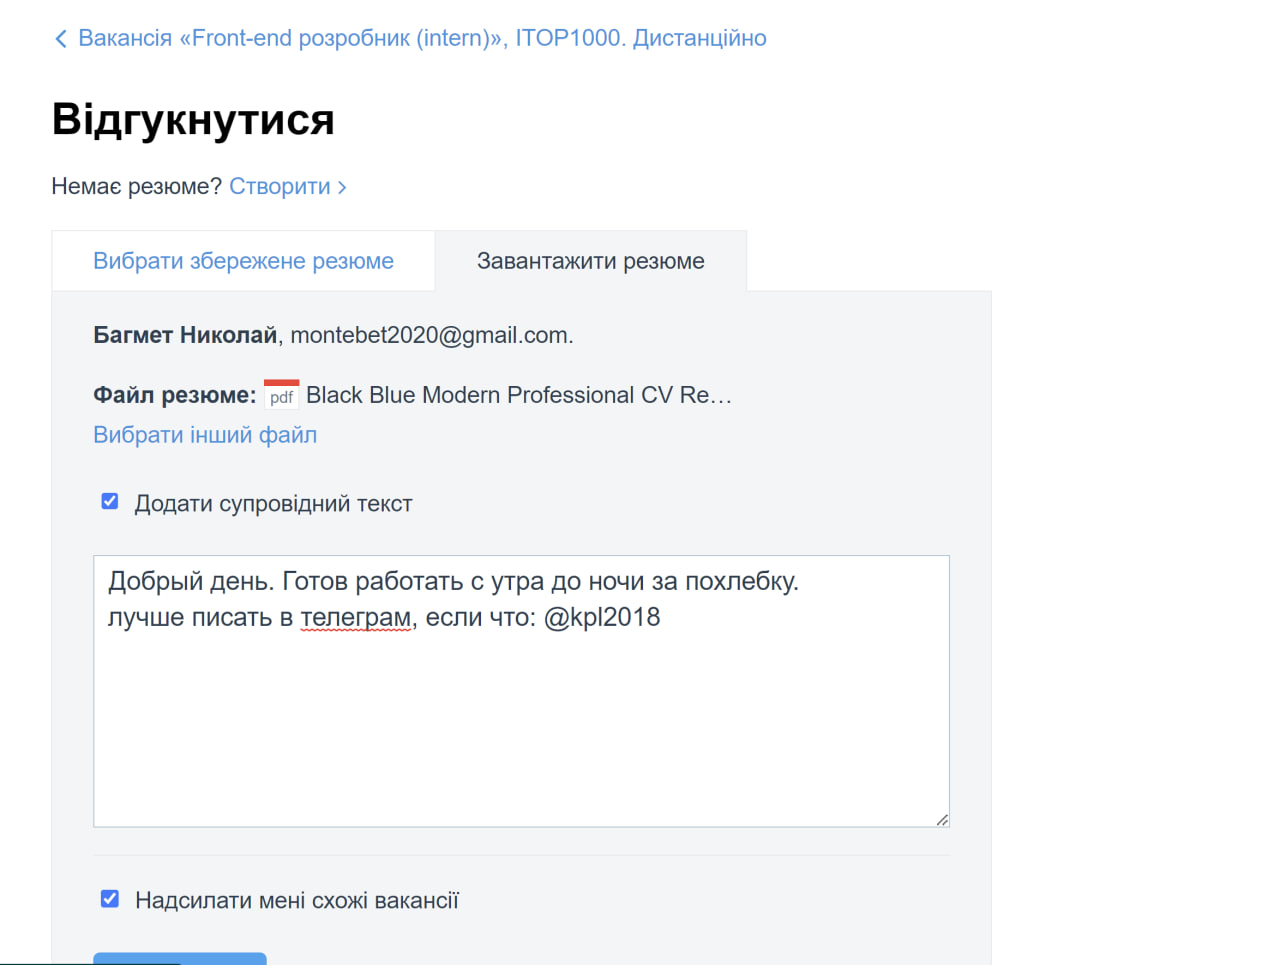 Вакансія «Front-end розробник (intern)», ITOP1000. Дистанційно
Відгукнутися
Немає резюме? Створити
Вибрати збережене резюме
Завантажити резюме
Багмет Николай, montebet2020@gmail.com.
Файл резюме: pdf Black Blue Modern Professional CV Re…
Вибрати інший файл
Додати супровідний текст
Добрый день. Готов работать с утра до ночи за похлебку.
лучше писать в телеграм, если что: @kpl2018
Надсилати мені схожі вакансії